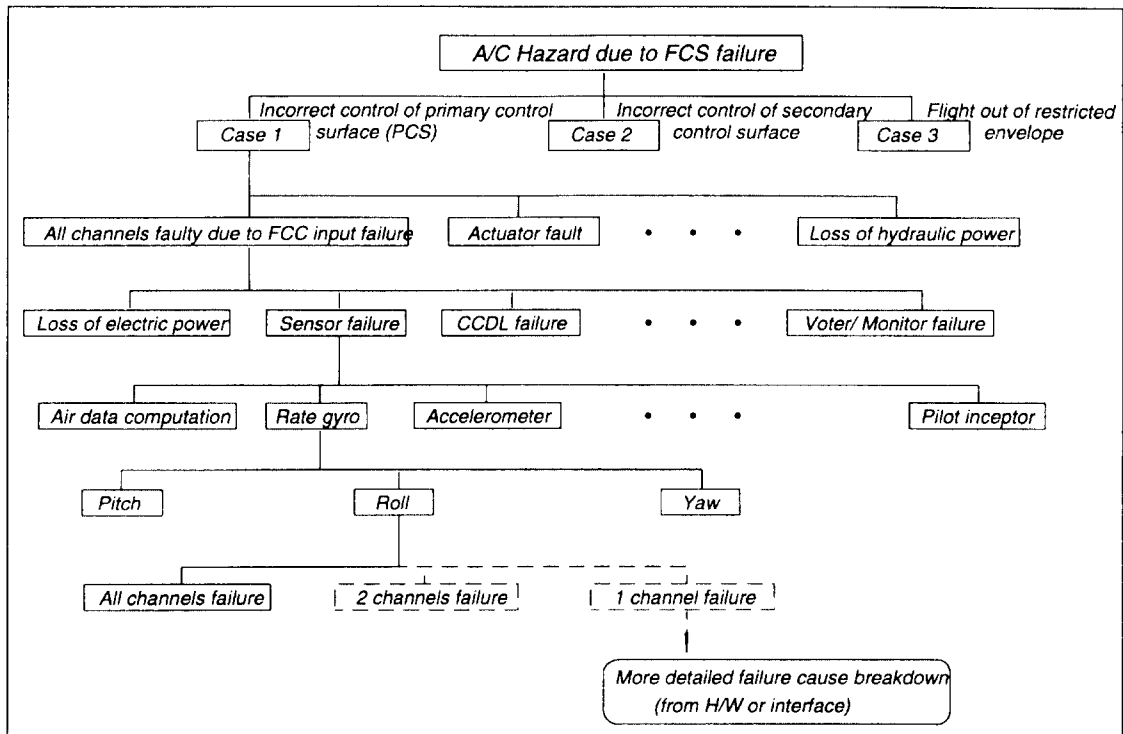 A/C Hazard due to FCS failure
Incorrect control of primary control
surface (PCS)
Case 1
Incorrect control of secondary
control surface
Case 2
Flight out of restricted
envelope
Case 3
All channels faulty due to FCC input failure
Actuator fault
• • •
Loss of hydraulic power
Loss of electric power
Sensor failure
CCDL failure
• • •
Voter/ Monitor failure
Air data computation
Rate gyro
Accelerometer
• • •
Pilot inceptor
Pitch
Roll
Yaw
All channels failure
2 channels failure
1 channel failure
More detailed failure cause breakdown
(from H/W or interface)